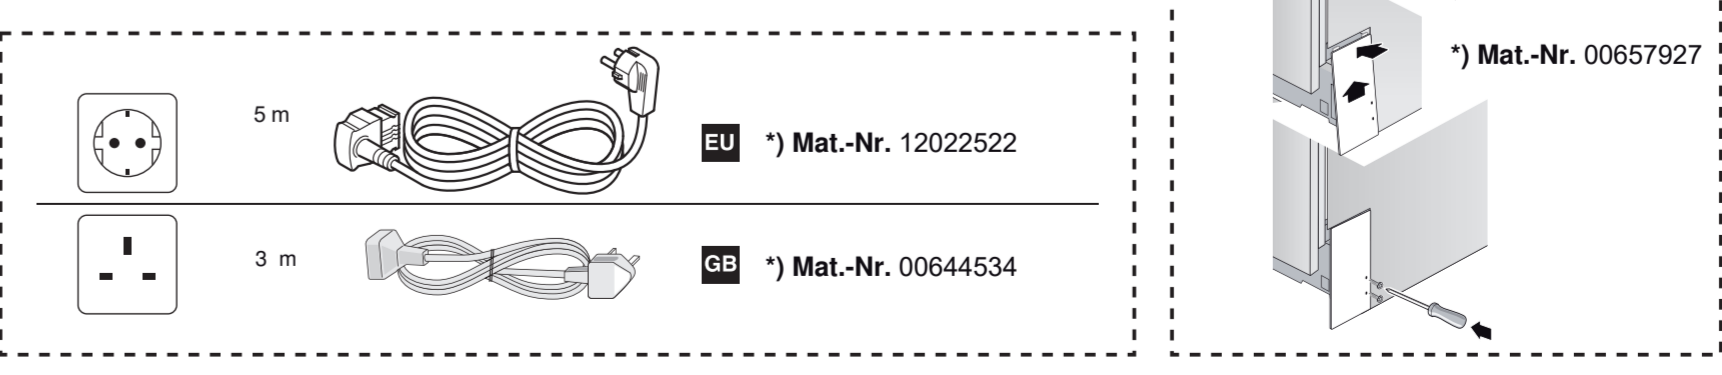 5 m
EU *) Mat.-Nr. 12022522
3 m
GB *) Mat.-Nr. 00644534
*) Mat.-Nr. 00657927